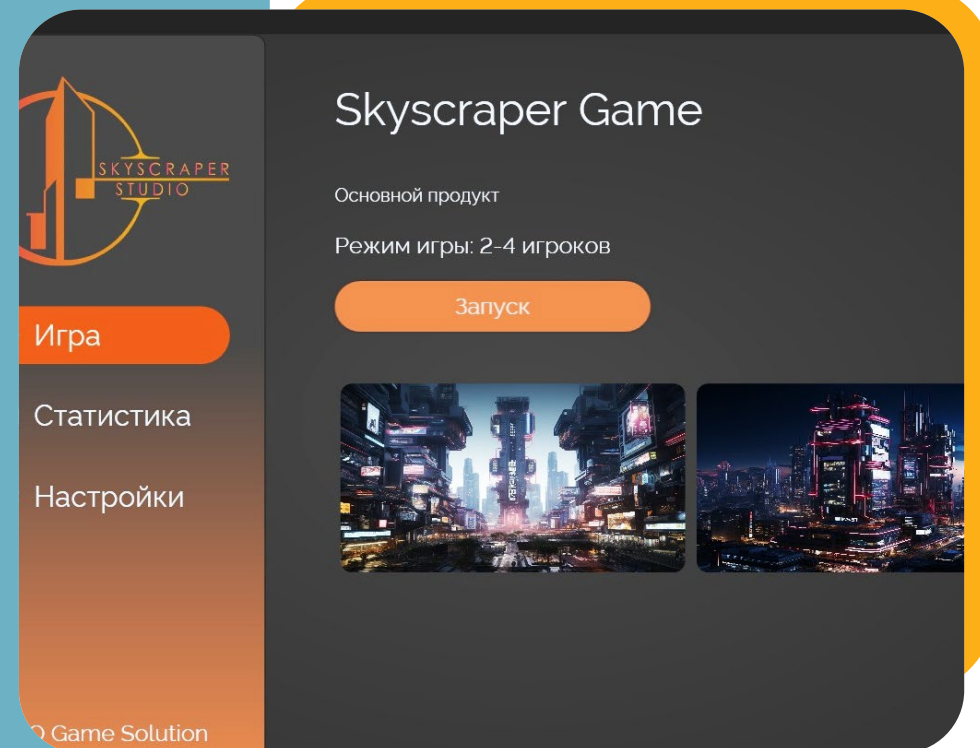 SKYSCRAPER
STUDIO
Игра
Статистика
Настройки
Game Solution
Skyscraper Game
Основной продукт
Режим игры: 2-4 игроков
Запуск